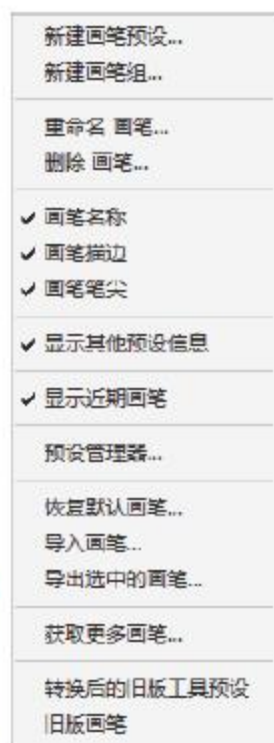 新建画笔预设...
新建画笔组...
重命名 画笔...
删除 画笔...
画笔名称
画笔描边
画笔笔尖
显示其他预设信息
显示近期画笔
预设管理器...
恢复默认画笔...
导入画笔...
导出选中的画笔...
获取更多画笔...
转换后的旧版工具预设
旧版画笔